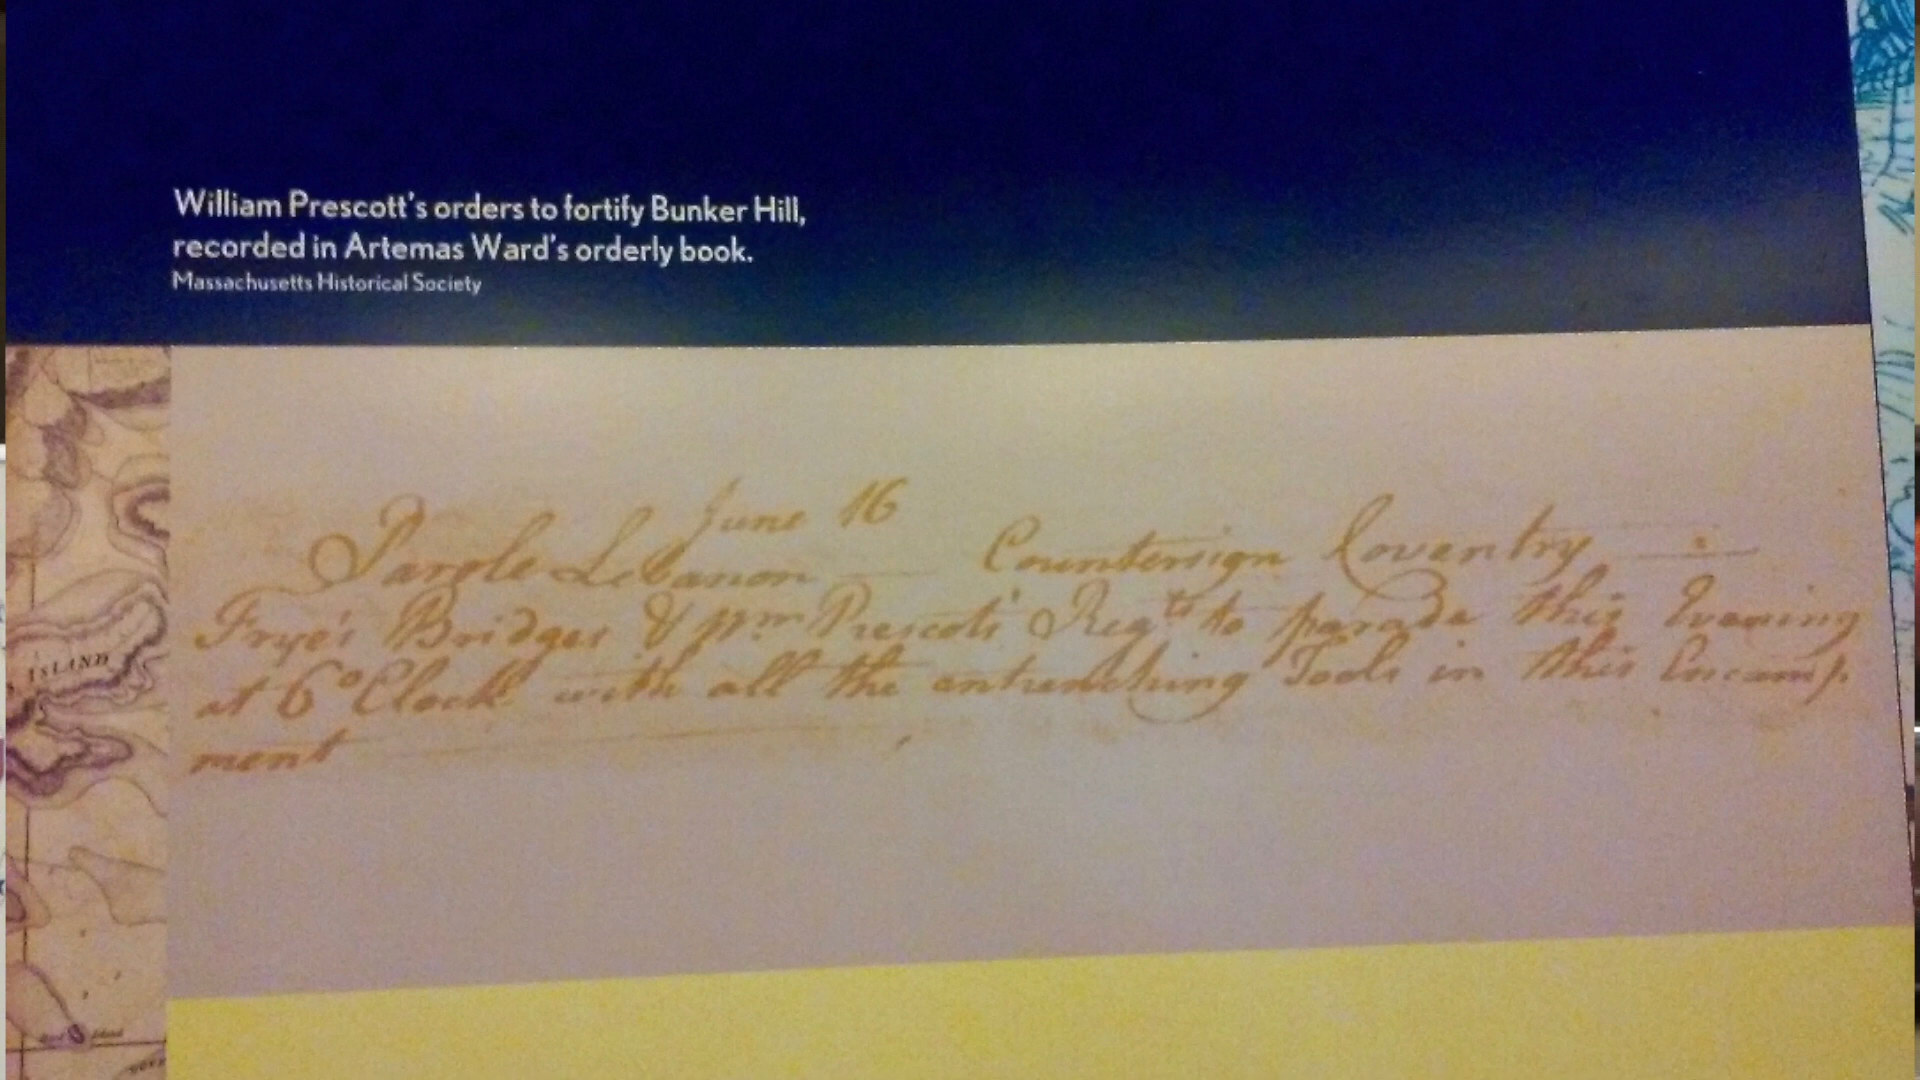 William Prescott's orders to fortify Bunker Hill,
recorded in Artemas Ward's orderly book.
Massachusetts Historical Society
June 16
Parole Lebanon — Countersign Coventry —
Frye's Bridges & Wm Prescots' Regts to parade this Evening
at 6 oClock with all the entrenching Tools in this Encamp
ment
ISLAND